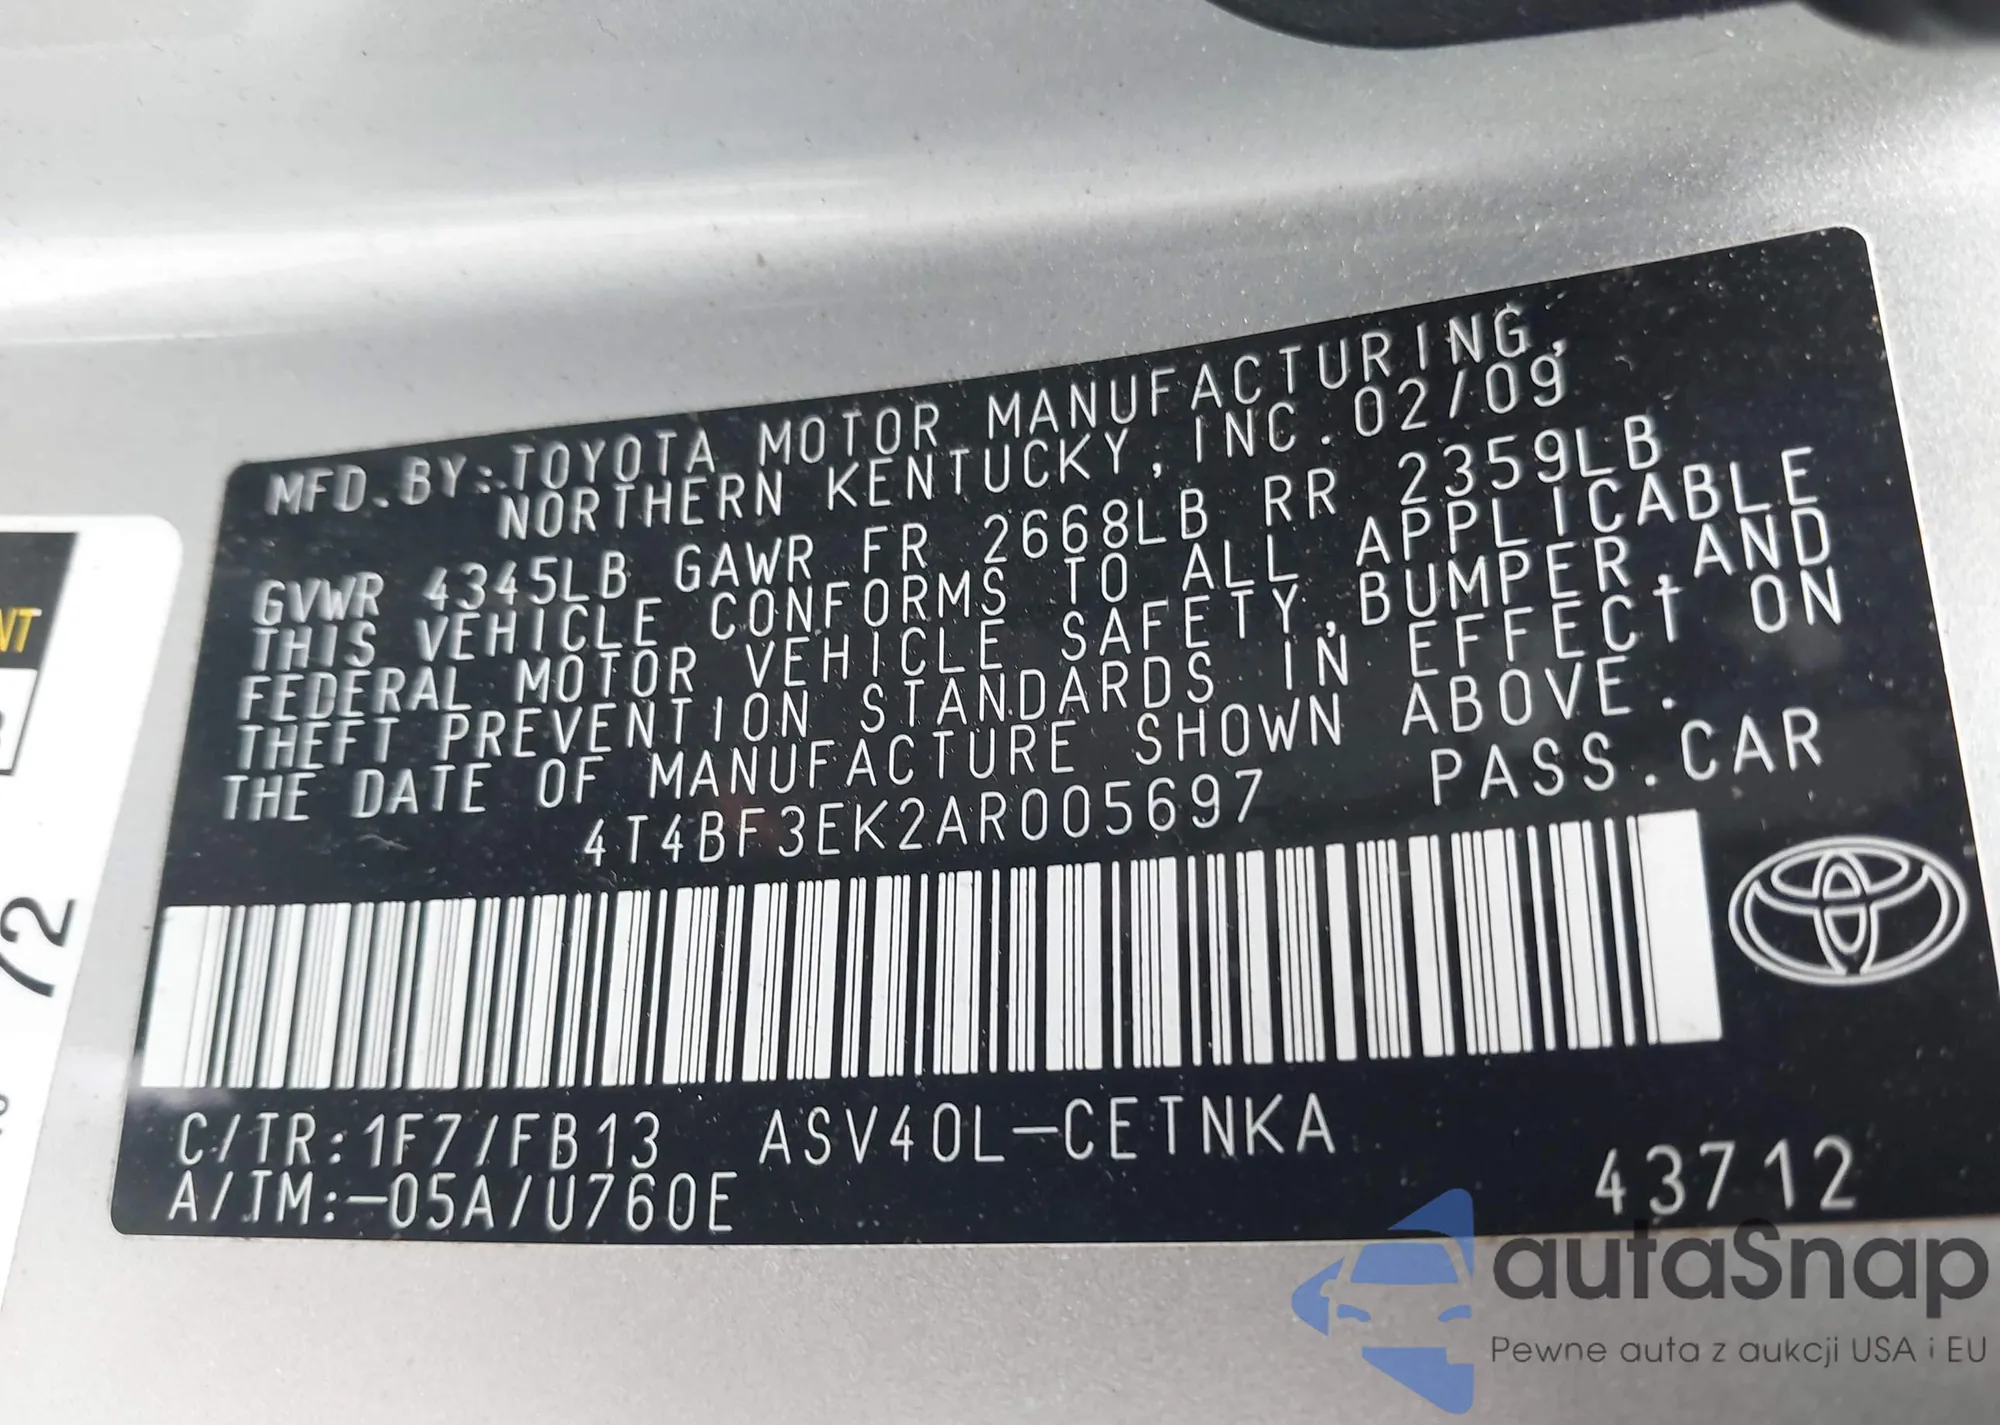 MFD.BY:TOYOTA MOTOR MANUFACTURING,
NORTHERN KENTUCKY, INC. 02/09
GVWR 4345LB GAWR FR 2668LB RR 2359LB
THIS VEHICLE CONFORMS TO ALL APPLICABLE
FEDERAL MOTOR VEHICLE SAFETY,BUMPER,AND
THEFT PREVENTION STANDARDS IN EFFECT ON
THE DATE OF MANUFACTURE SHOWN ABOVE.
4T4BF3EK2AR005697 PASS.CAR
C/TR:1F7/FB13 ASV40L-CETNKA
A/TM:-05A/U760E
43712
NT
72
autaSnap
Pewne auta z aukcji USA i EU